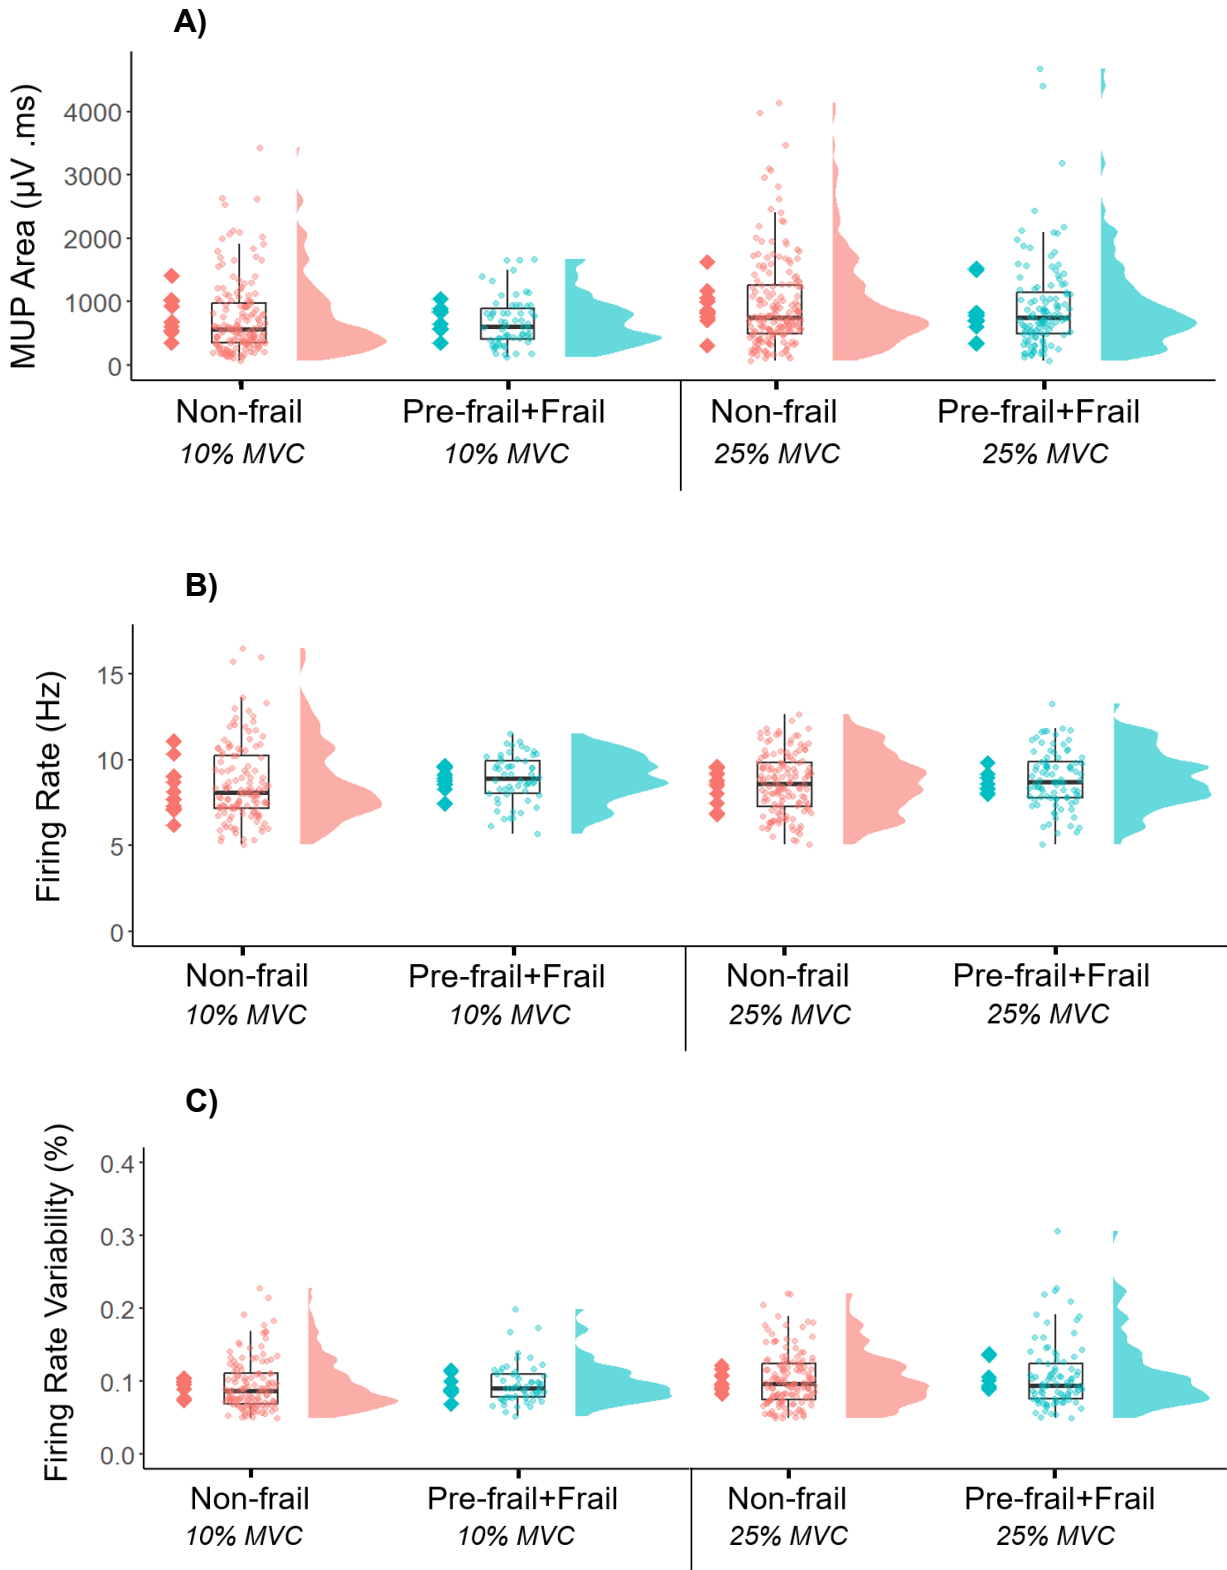 A)
MUP Area (μV .ms)
4000
3000
2000
1000
0
Non-frail Pre-frail+Frail Non-frail Pre-frail+Frail
10% MVC 10% MVC 25% MVC 25% MVC
B)
Firing Rate (Hz)
15
10
5
0
Non-frail Pre-frail+Frail Non-frail Pre-frail+Frail
10% MVC 10% MVC 25% MVC 25% MVC
C)
Firing Rate Variability (%)
0.4
0.3
0.2
0.1
0.0
Non-frail Pre-frail+Frail Non-frail Pre-frail+Frail
10% MVC 10% MVC 25% MVC 25% MVC